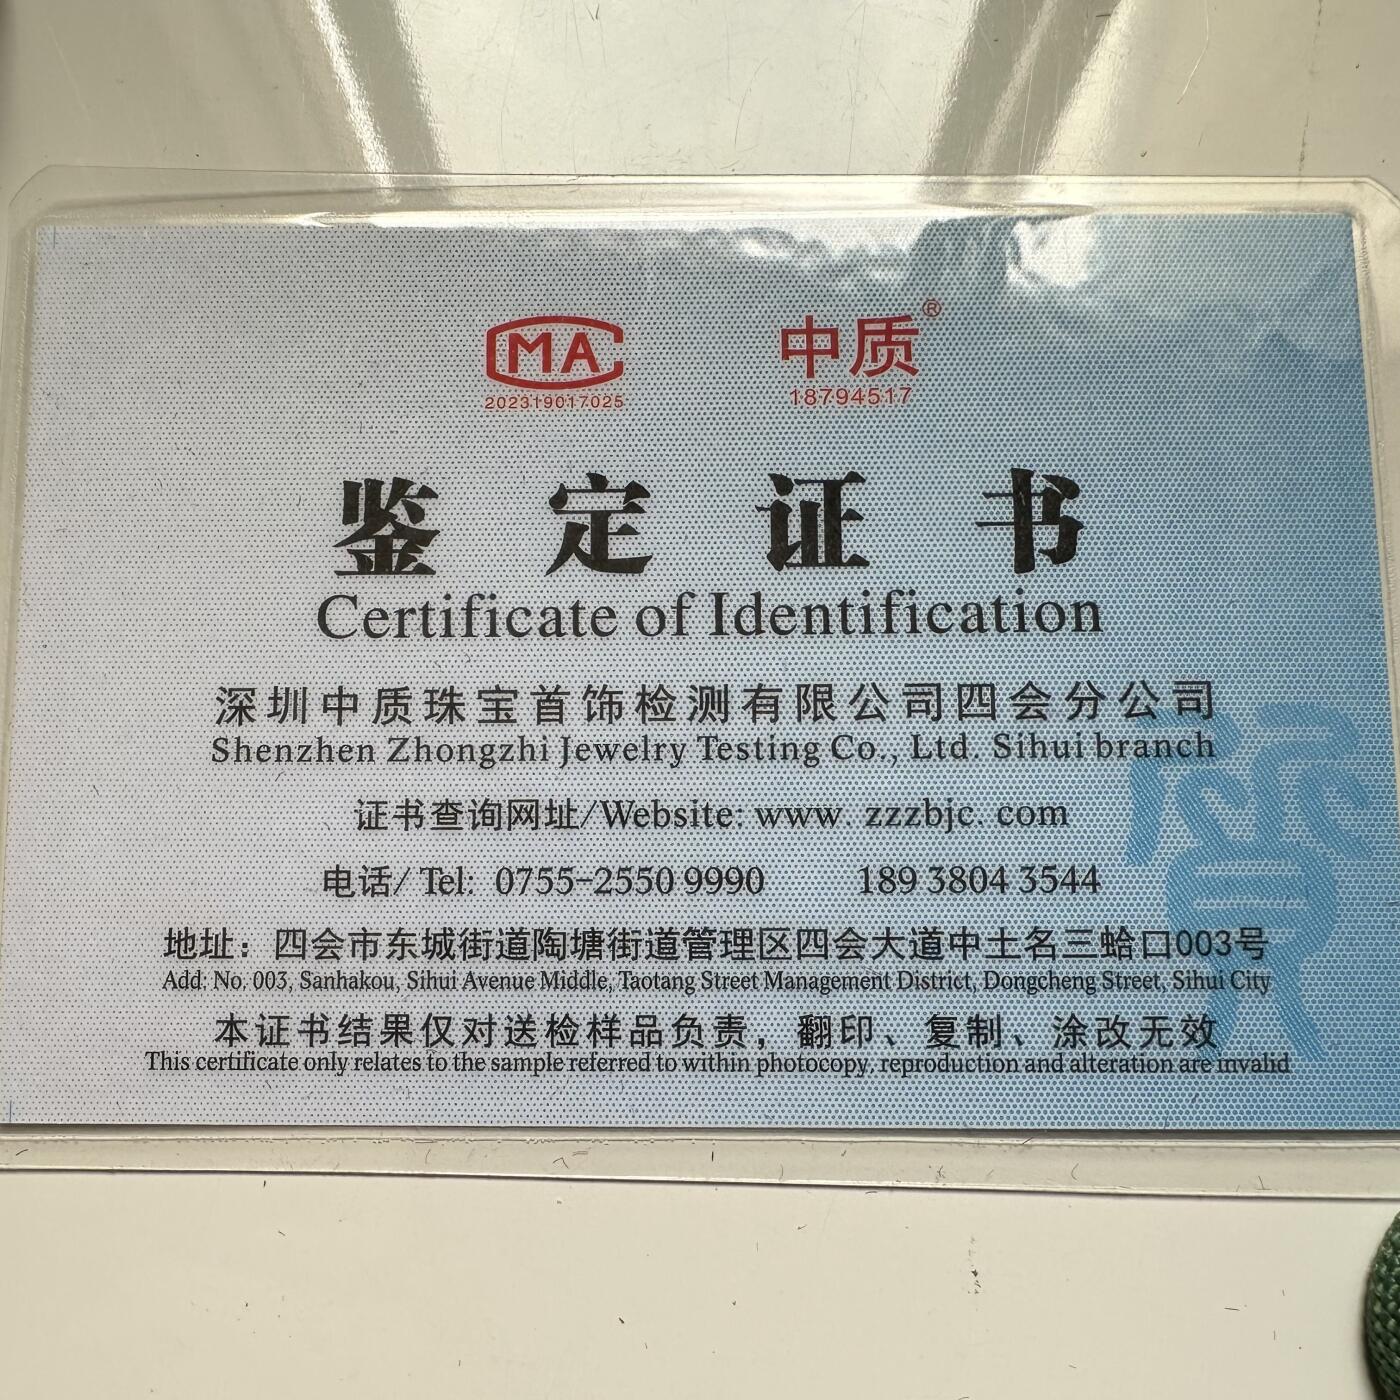 MA 中质®
202319017025 18794517
鉴定证书
Certificate of Identification
深圳中质珠宝首饰检测有限公司四会分公司
Shenzhen Zhongzhi Jewelry Testing Co., Ltd. Sihui branch
证书查询网址/Website: www. zzzbjc. com
电话/Tel: 0755-2550 9990 189 3804 3544
地址：四会市东城街道陶塘街道管理区四会大道中土名三蛤口003号
Add: No. 003, Sanhakou, Sihui Avenue Middle, Taotang Street Management District, Dongcheng Street, Sihui City
本证书结果仅对送检样品负责，翻印、复制、涂改无效
This certificate only relates to the sample referred to within photocopy, reproduction and alteration are invalid